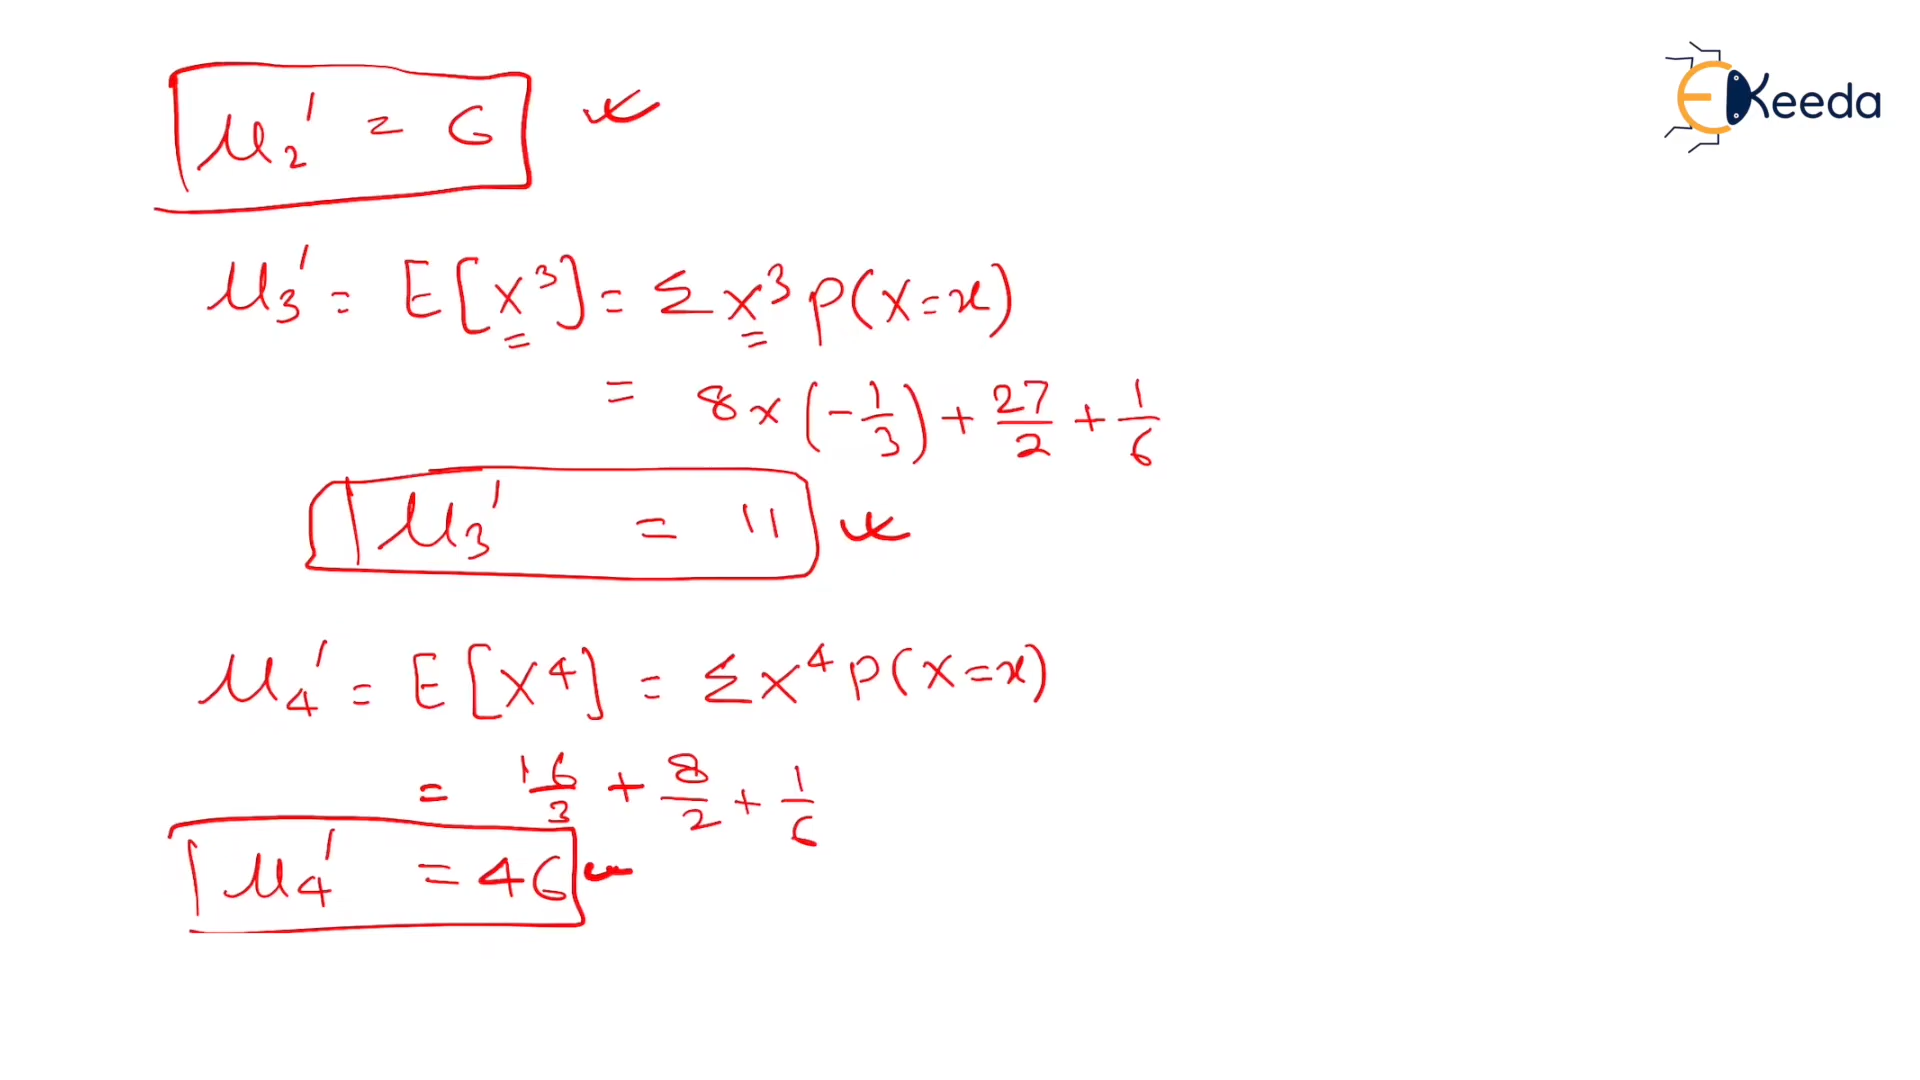 EKeeda
μ₂' = 6
μ₃' = E[X³] = Σx³ P(X=x)
= 8×(-1/3) + 27/2 + 1/6
μ₃' = 11
μ₄' = E[X⁴] = Σx⁴ P(X=x)
= 16/3 + 8/2 + 1/6
μ₄' = 46